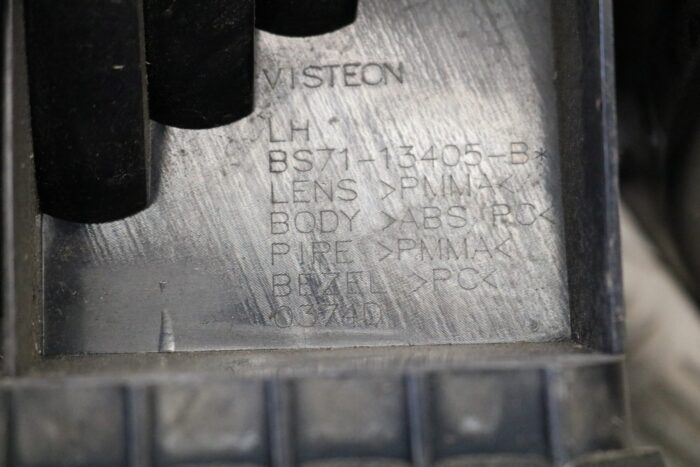 VISTEON
LH
BS71-13405-B*
LENS >PMMA<
BODY >ABS PC<
PIPE >PMMA<
BEZEL >PC<
03740